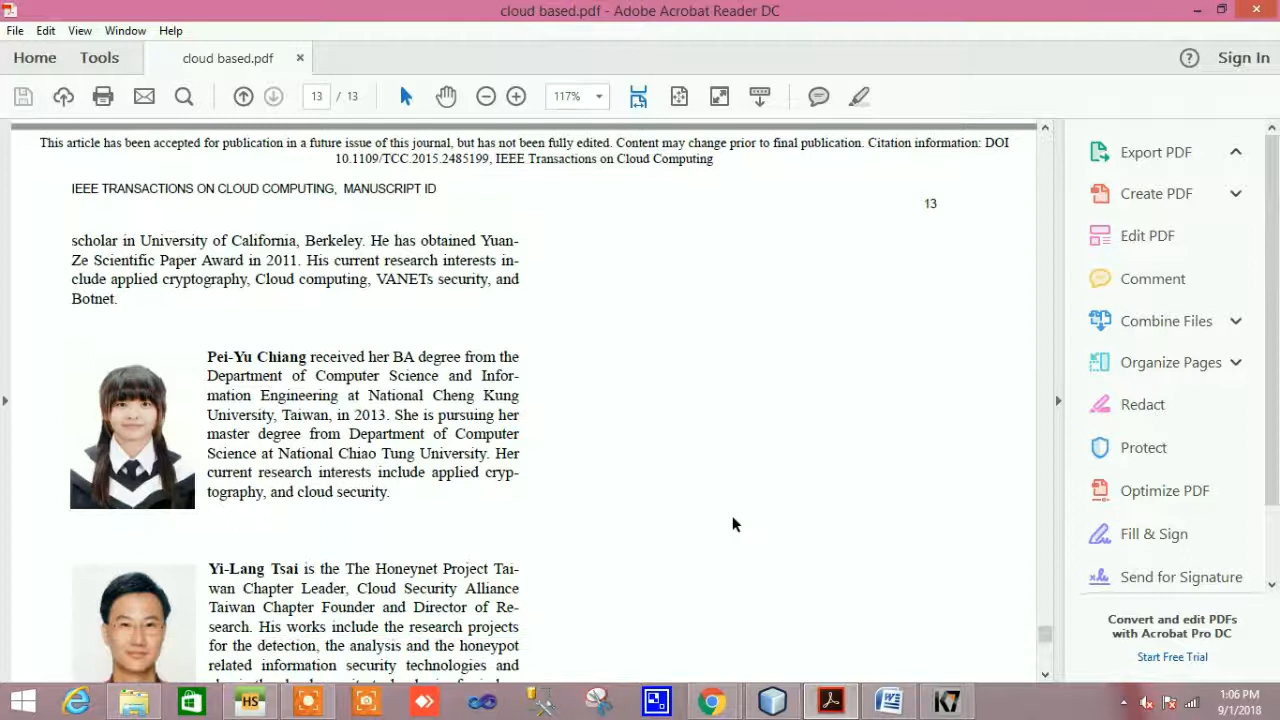 cloud based.pdf - Adobe Acrobat Reader DC
File Edit View Window Help
Home Tools cloud based.pdf × Sign In
13 / 13 117%
This article has been accepted for publication in a future issue of this journal, but has not been fully edited. Content may change prior to final publication. Citation information: DOI
10.1109/TCC.2015.2485199, IEEE Transactions on Cloud Computing
IEEE TRANSACTIONS ON CLOUD COMPUTING, MANUSCRIPT ID
13
scholar in University of California, Berkeley. He has obtained Yuan-
Ze Scientific Paper Award in 2011. His current research interests in-
clude applied cryptography, Cloud computing, VANETs security, and
Botnet.
Pei-Yu Chiang received her BA degree from the
Department of Computer Science and Infor-
mation Engineering at National Cheng Kung
University, Taiwan, in 2013. She is pursuing her
master degree from Department of Computer
Science at National Chiao Tung University. Her
current research interests include applied cryp-
tography, and cloud security.
Yi-Lang Tsai is the The Honeynet Project Tai-
wan Chapter Leader, Cloud Security Alliance
Taiwan Chapter Founder and Director of Re-
search. His works include the research projects
for the detection, the analysis and the honeypot
related information security technologies and
Export PDF
Create PDF
Edit PDF
Comment
Combine Files
Organize Pages
Redact
Protect
Optimize PDF
Fill & Sign
Send for Signature
Convert and edit PDFs
with Acrobat Pro DC
Start Free Trial
HS
K7
1:06 PM
9/1/2018